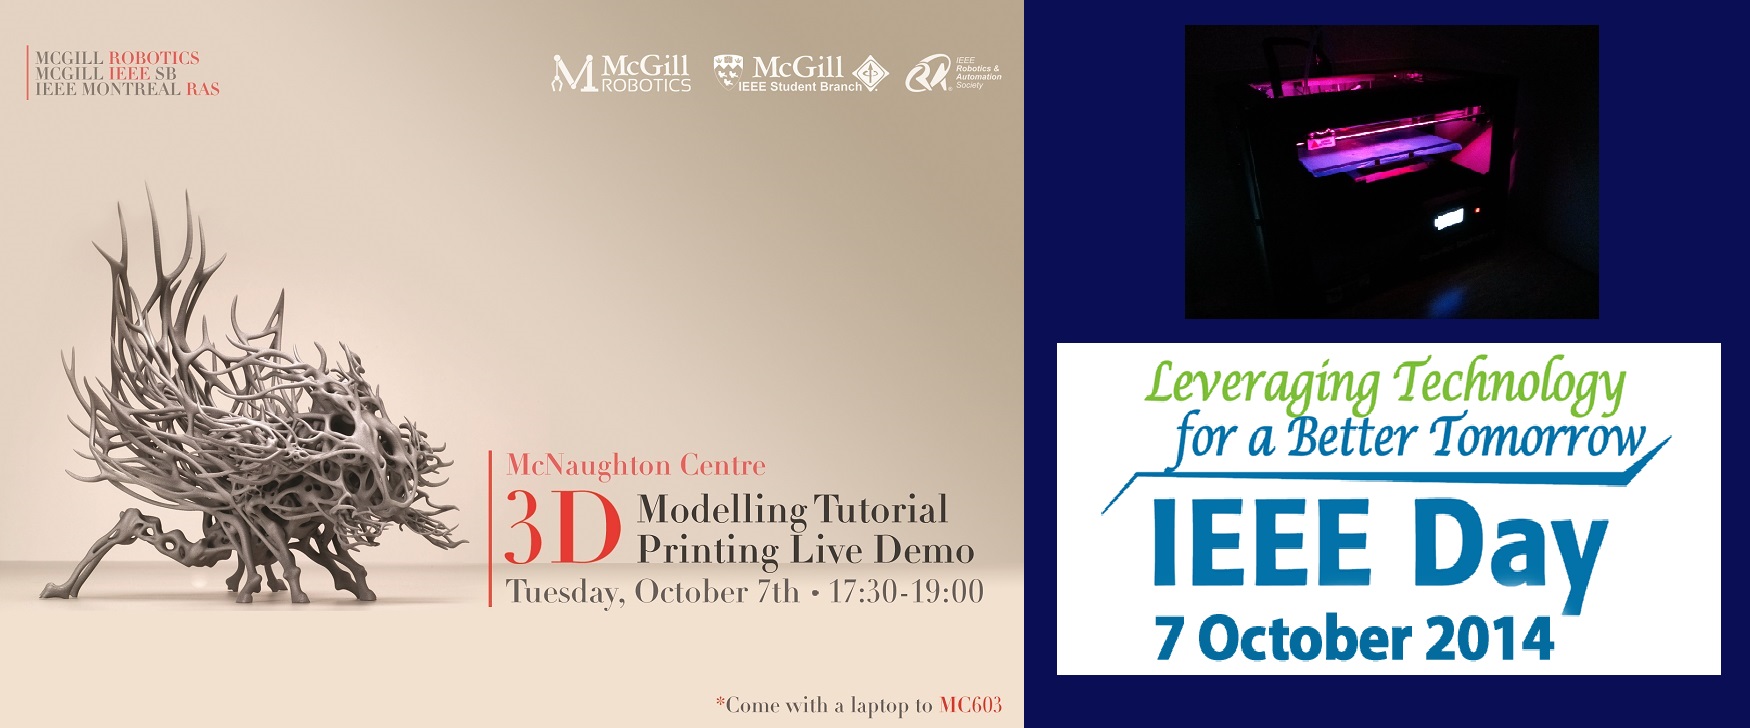 MCGILL ROBOTICS
MCGILL IEEE SB
IEEE MONTREAL RAS
McGill
ROBOTICS
McGill
IEEE Student Branch
RA
IEEE
Robotics &
Automation
Society
McNaughton Centre
3D Modelling Tutorial
Printing Live Demo
Tuesday, October 7th • 17:30-19:00
*Come with a laptop to MC603
Leveraging Technology
for a Better Tomorrow
IEEE Day
7 October 2014